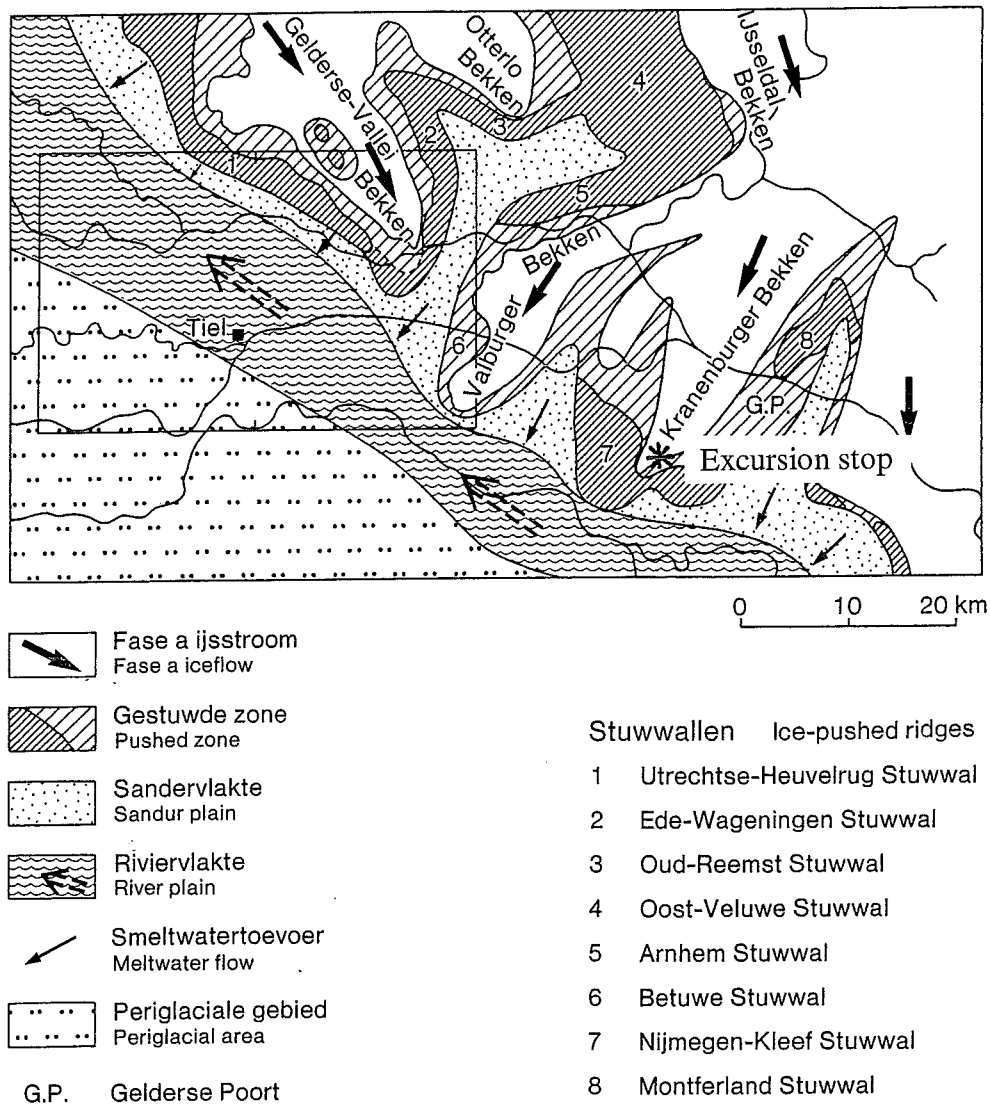 Gelderse-Vallei
Bekken
Otterlo
Bekken
IJsseldal-
Bekken
4
2
3
1
5
Bekken
Valburger
Kranenburger Bekken
Tiel
6
8
G.P.
7
Excursion stop
0 10 20 km
Fase a ijsstroom
Fase a iceflow
Gestuwde zone
Pushed zone
Sandervlakte
Sandur plain
Riviervlakte
River plain
Smeltwatertoevoer
Meltwater flow
Periglaciale gebied
Periglacial area
G.P. Gelderse Poort
Stuwwallen Ice-pushed ridges
1 Utrechtse-Heuvelrug Stuwwal
2 Ede-Wageningen Stuwwal
3 Oud-Reemst Stuwwal
4 Oost-Veluwe Stuwwal
5 Arnhem Stuwwal
6 Betuwe Stuwwal
7 Nijmegen-Kleef Stuwwal
8 Montferland Stuwwal